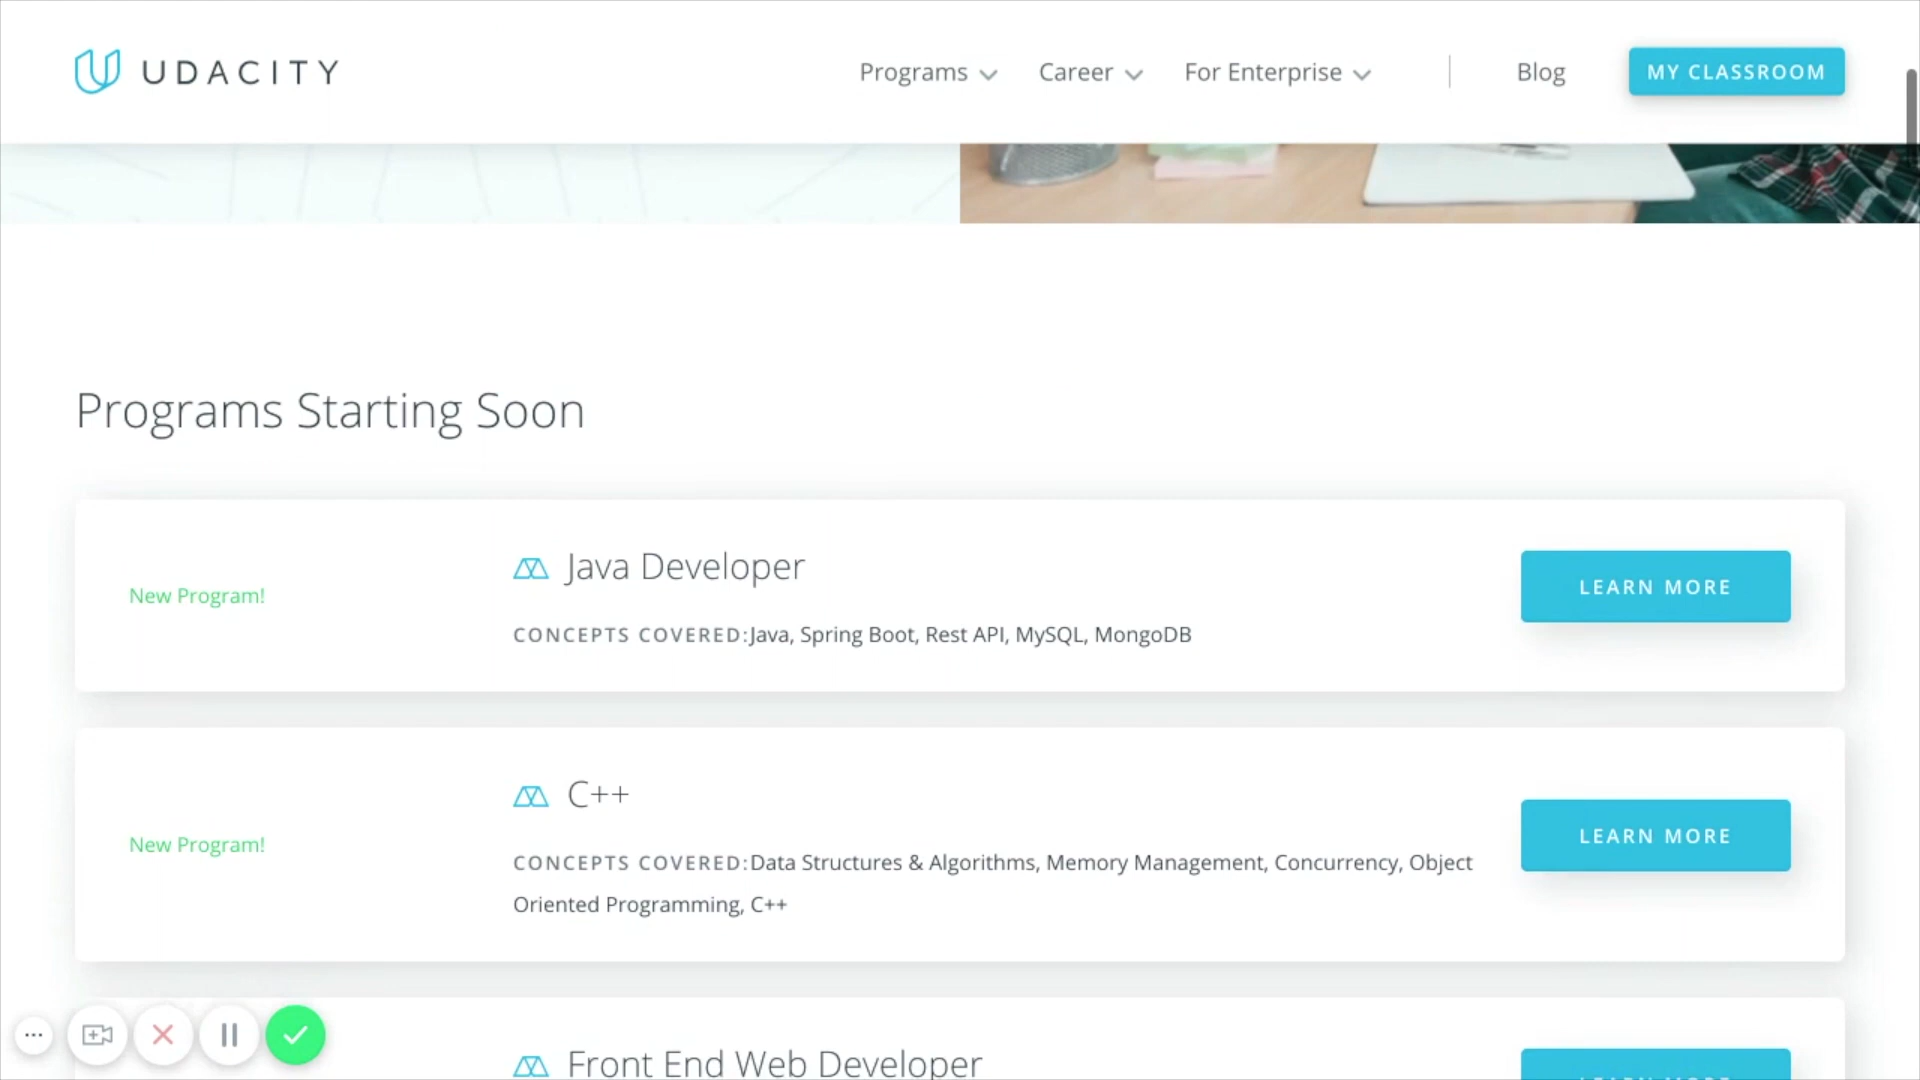 UDACITY
Programs
Career
For Enterprise
Blog
MY CLASSROOM
Programs Starting Soon
New Program!
Java Developer
CONCEPTS COVERED:Java, Spring Boot, Rest API, MySQL, MongoDB
LEARN MORE
New Program!
C++
CONCEPTS COVERED:Data Structures & Algorithms, Memory Management, Concurrency, Object
Oriented Programming, C++
LEARN MORE
Front End Web Developer